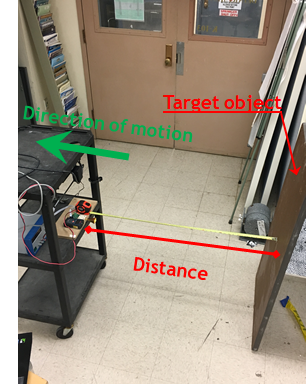 Target object
Direction of motion
Distance